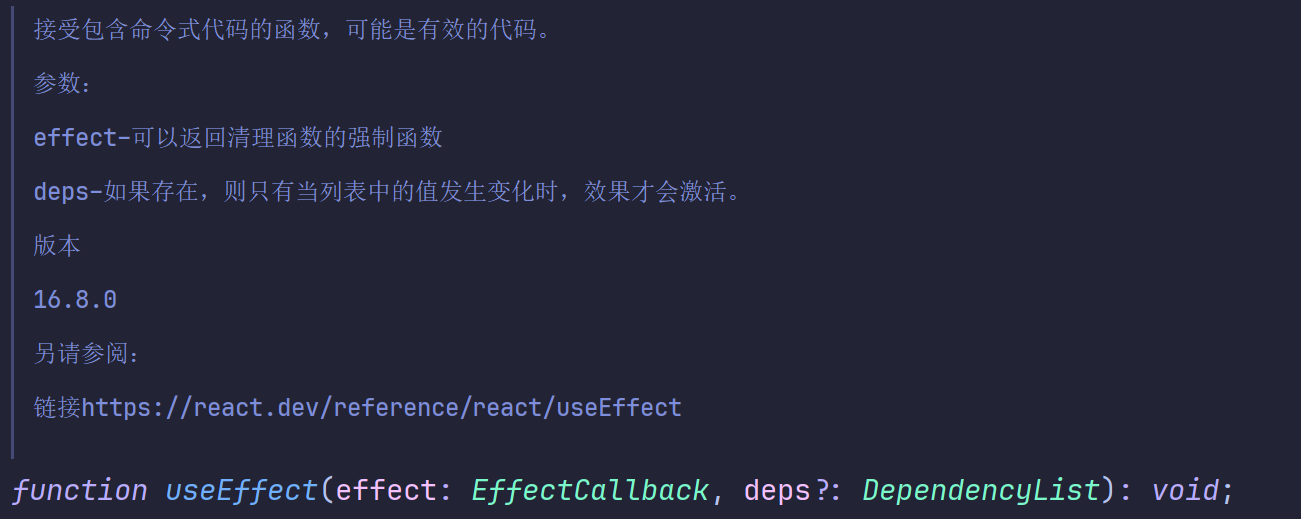 接受包含命令式代码的函数，可能是有效的代码。
参数：
effect–可以返回清理函数的强制函数
deps–如果存在，则只有当列表中的值发生变化时，效果才会激活。
版本
16.8.0
另请参阅：
链接https://react.dev/reference/react/useEffect
function useEffect(effect: EffectCallback, deps?: DependencyList): void;